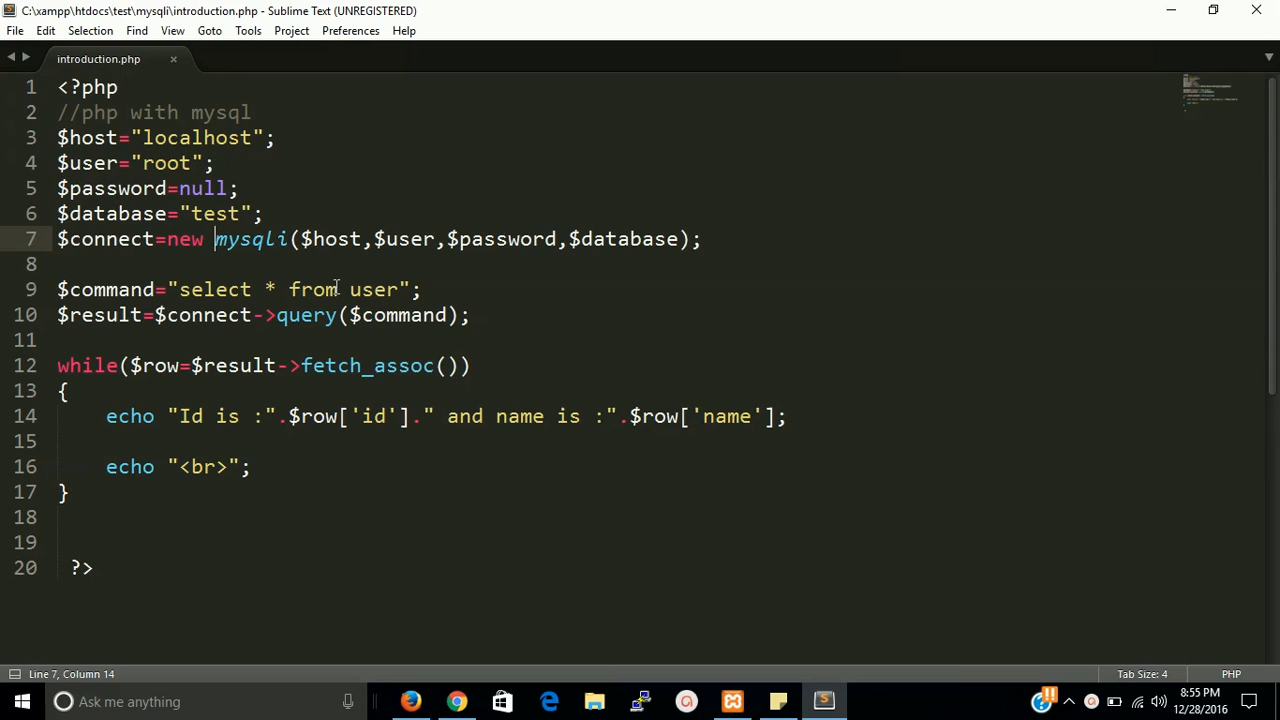 C:\xampp\htdocs\test\mysqli\introduction.php - Sublime Text (UNREGISTERED)
File Edit Selection Find View Goto Tools Project Preferences Help
introduction.php ×
1 <?php
2 //php with mysql
3 $host="localhost";
4 $user="root";
5 $password=null;
6 $database="test";
7 $connect=new mysqli($host,$user,$password,$database);
8
9 $command="select * from user";
10 $result=$connect->query($command);
11
12 while($row=$result->fetch_assoc())
13 {
14     echo "Id is :".$row['id']." and name is :".$row['name'];
15
16     echo "<br>";
17 }
18
19
20  ?>
Line 7, Column 14 Tab Size: 4 PHP
Ask me anything
8:55 PM
12/28/2016